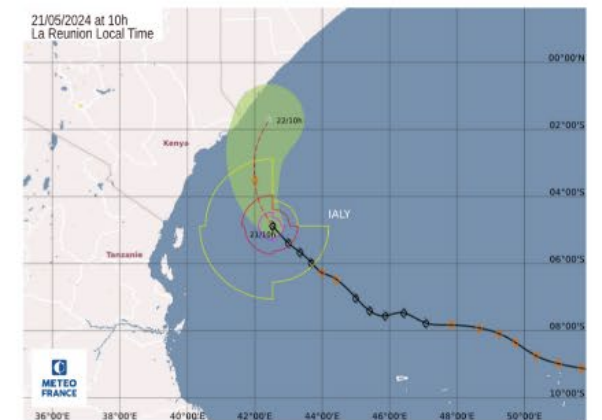 21/05/2024 at 10h
La Reunion Local Time
00°00'N
22/10h
02°00'S
Kenya
04°00'S
IALY
21/10h
Tanzanie
06°00'S
08°00'S
METEO
FRANCE
10°00'S
36°00'E 38°00'E 40°00'E 42°00'E 44°00'E 46°00'E 48°00'E 50°00'E